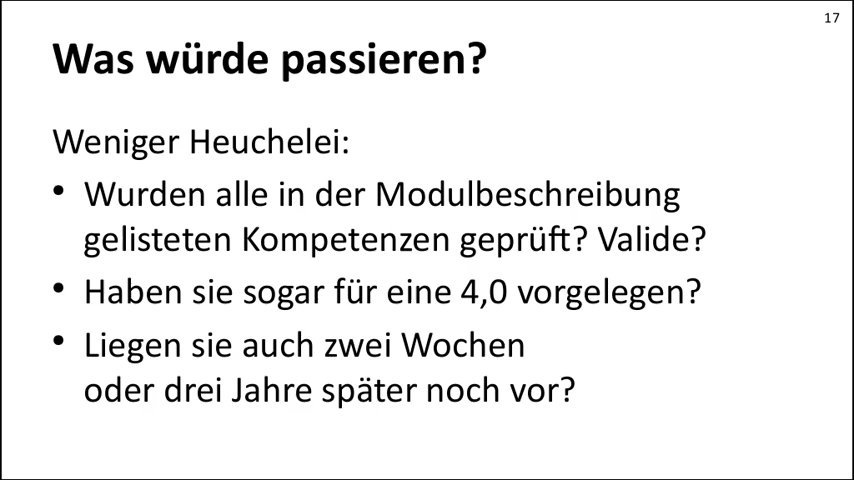 17
Was würde passieren?
Weniger Heuchelei:
• Wurden alle in der Modulbeschreibung
gelisteten Kompetenzen geprüft? Valide?
• Haben sie sogar für eine 4,0 vorgelegen?
• Liegen sie auch zwei Wochen
oder drei Jahre später noch vor?